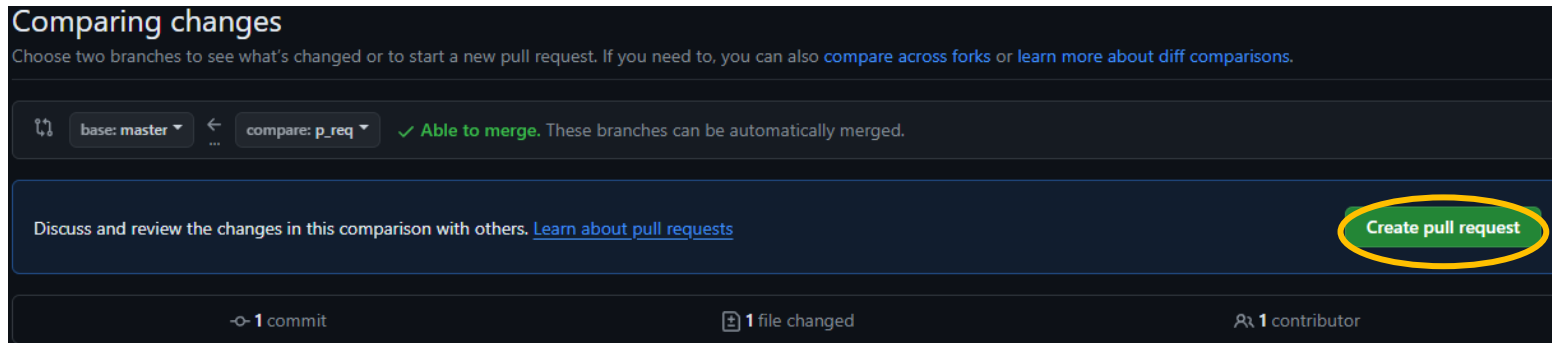 Comparing changes
Choose two branches to see what's changed or to start a new pull request. If you need to, you can also compare across forks or learn more about diff comparisons.
base: master ← compare: p_req ✓ Able to merge. These branches can be automatically merged.
...
Discuss and review the changes in this comparison with others. Learn about pull requests Create pull request
1 commit 1 file changed 1 contributor